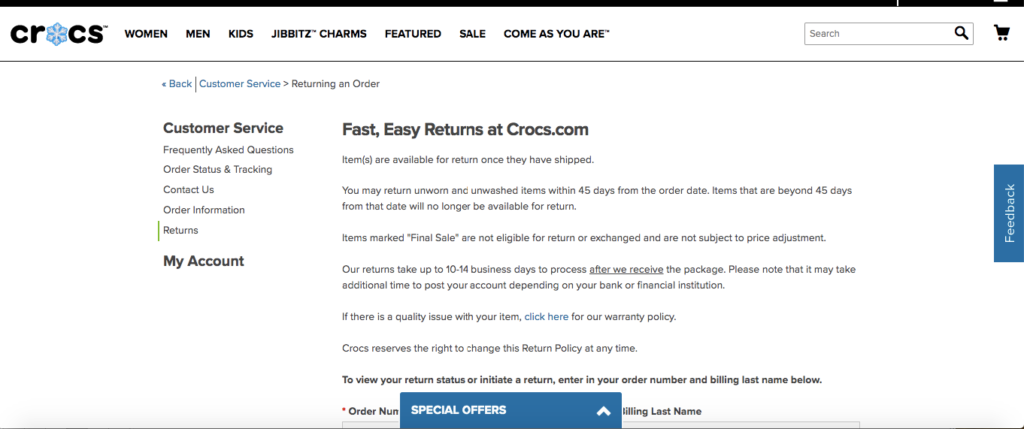 crocs™ WOMEN MEN KIDS JIBBITZ™ CHARMS FEATURED SALE COME AS YOU ARE™ Search
« Back Customer Service > Returning an Order
Customer Service
Frequently Asked Questions
Order Status & Tracking
Contact Us
Order Information
Returns
My Account
Fast, Easy Returns at Crocs.com
Item(s) are available for return once they have shipped.
You may return unworn and unwashed items within 45 days from the order date. Items that are beyond 45 days
from that date will no longer be available for return.
Items marked "Final Sale" are not eligible for return or exchanged and are not subject to price adjustment.
Our returns take up to 10-14 business days to process after we receive the package. Please note that it may take
additional time to post your account depending on your bank or financial institution.
If there is a quality issue with your item, click here for our warranty policy.
Crocs reserves the right to change this Return Policy at any time.
To view your return status or initiate a return, enter in your order number and billing last name below.
* Order Num illing Last Name
SPECIAL OFFERS
Feedback